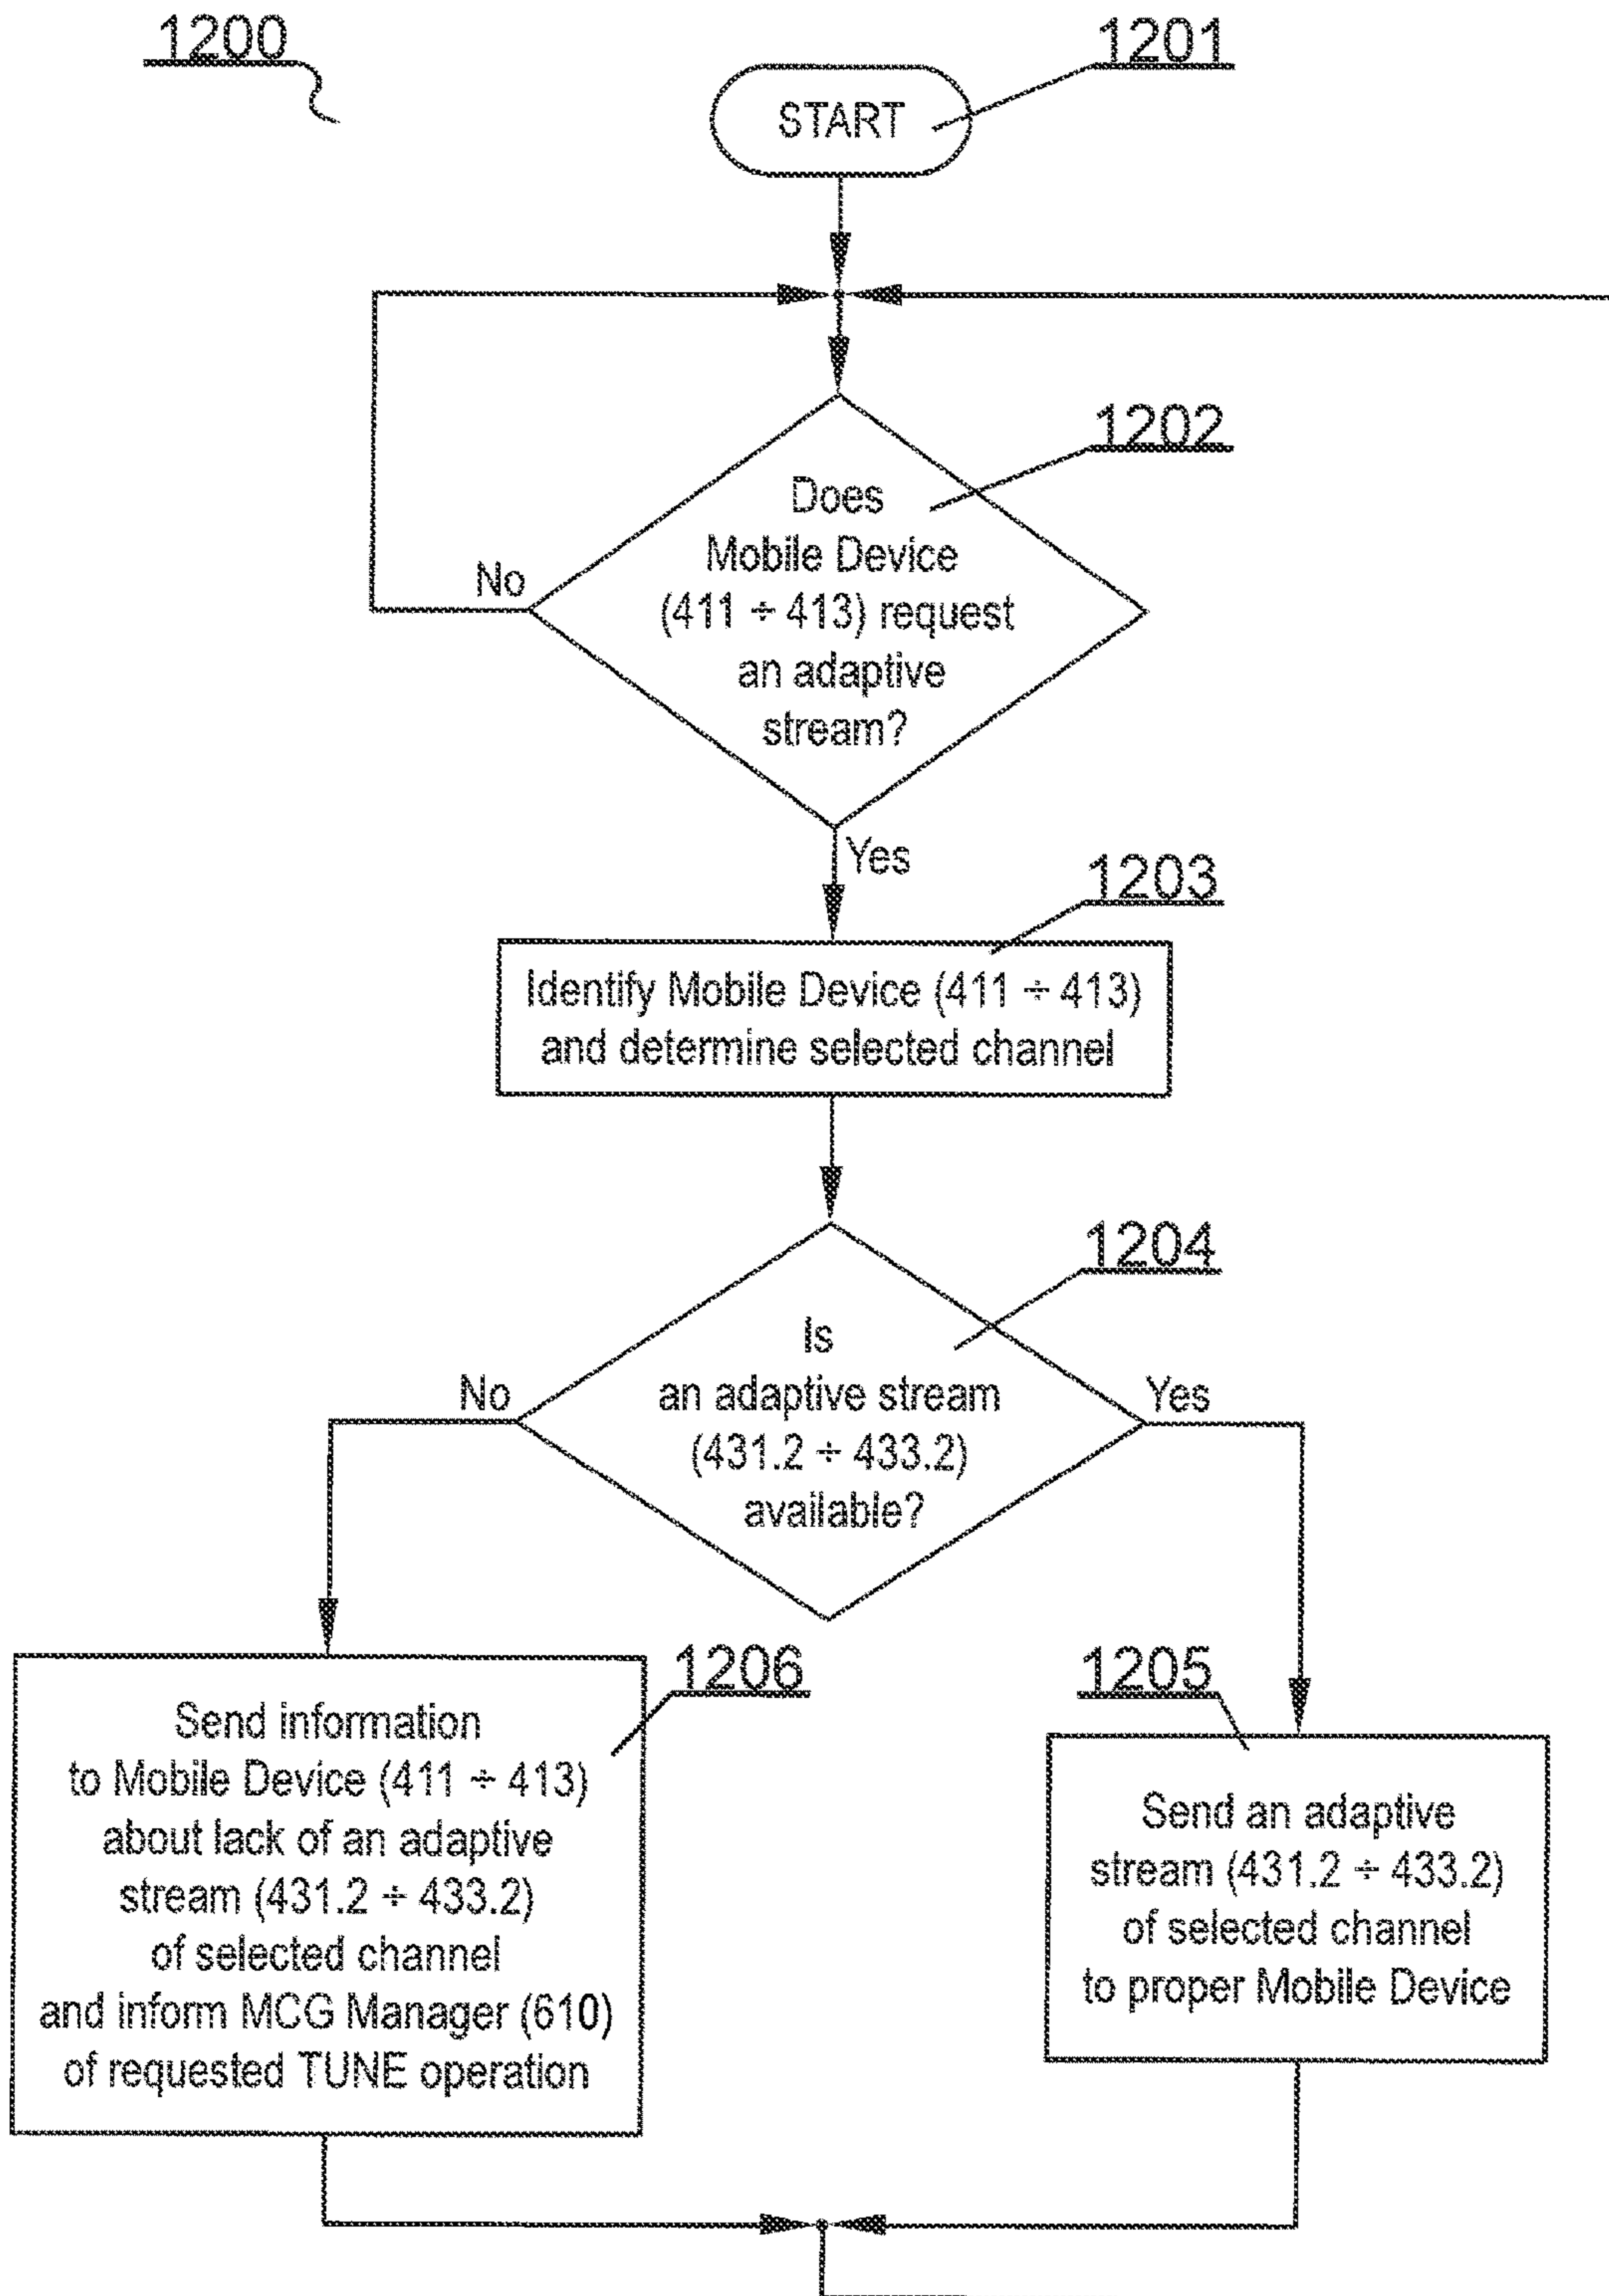 1200
1201
START
1202
Does
Mobile Device
(411 ÷ 413) request
an adaptive
stream?
No
Yes
1203
Identify Mobile Device (411 ÷ 413)
and determine selected channel
1204
Is
an adaptive stream
(431.2 ÷ 433.2)
available?
No
Yes
1206
Send information
to Mobile Device (411 ÷ 413)
about lack of an adaptive
stream (431.2 ÷ 433.2)
of selected channel
and inform MCG Manager (610)
of requested TUNE operation
1205
Send an adaptive
stream (431.2 ÷ 433.2)
of selected channel
to proper Mobile Device